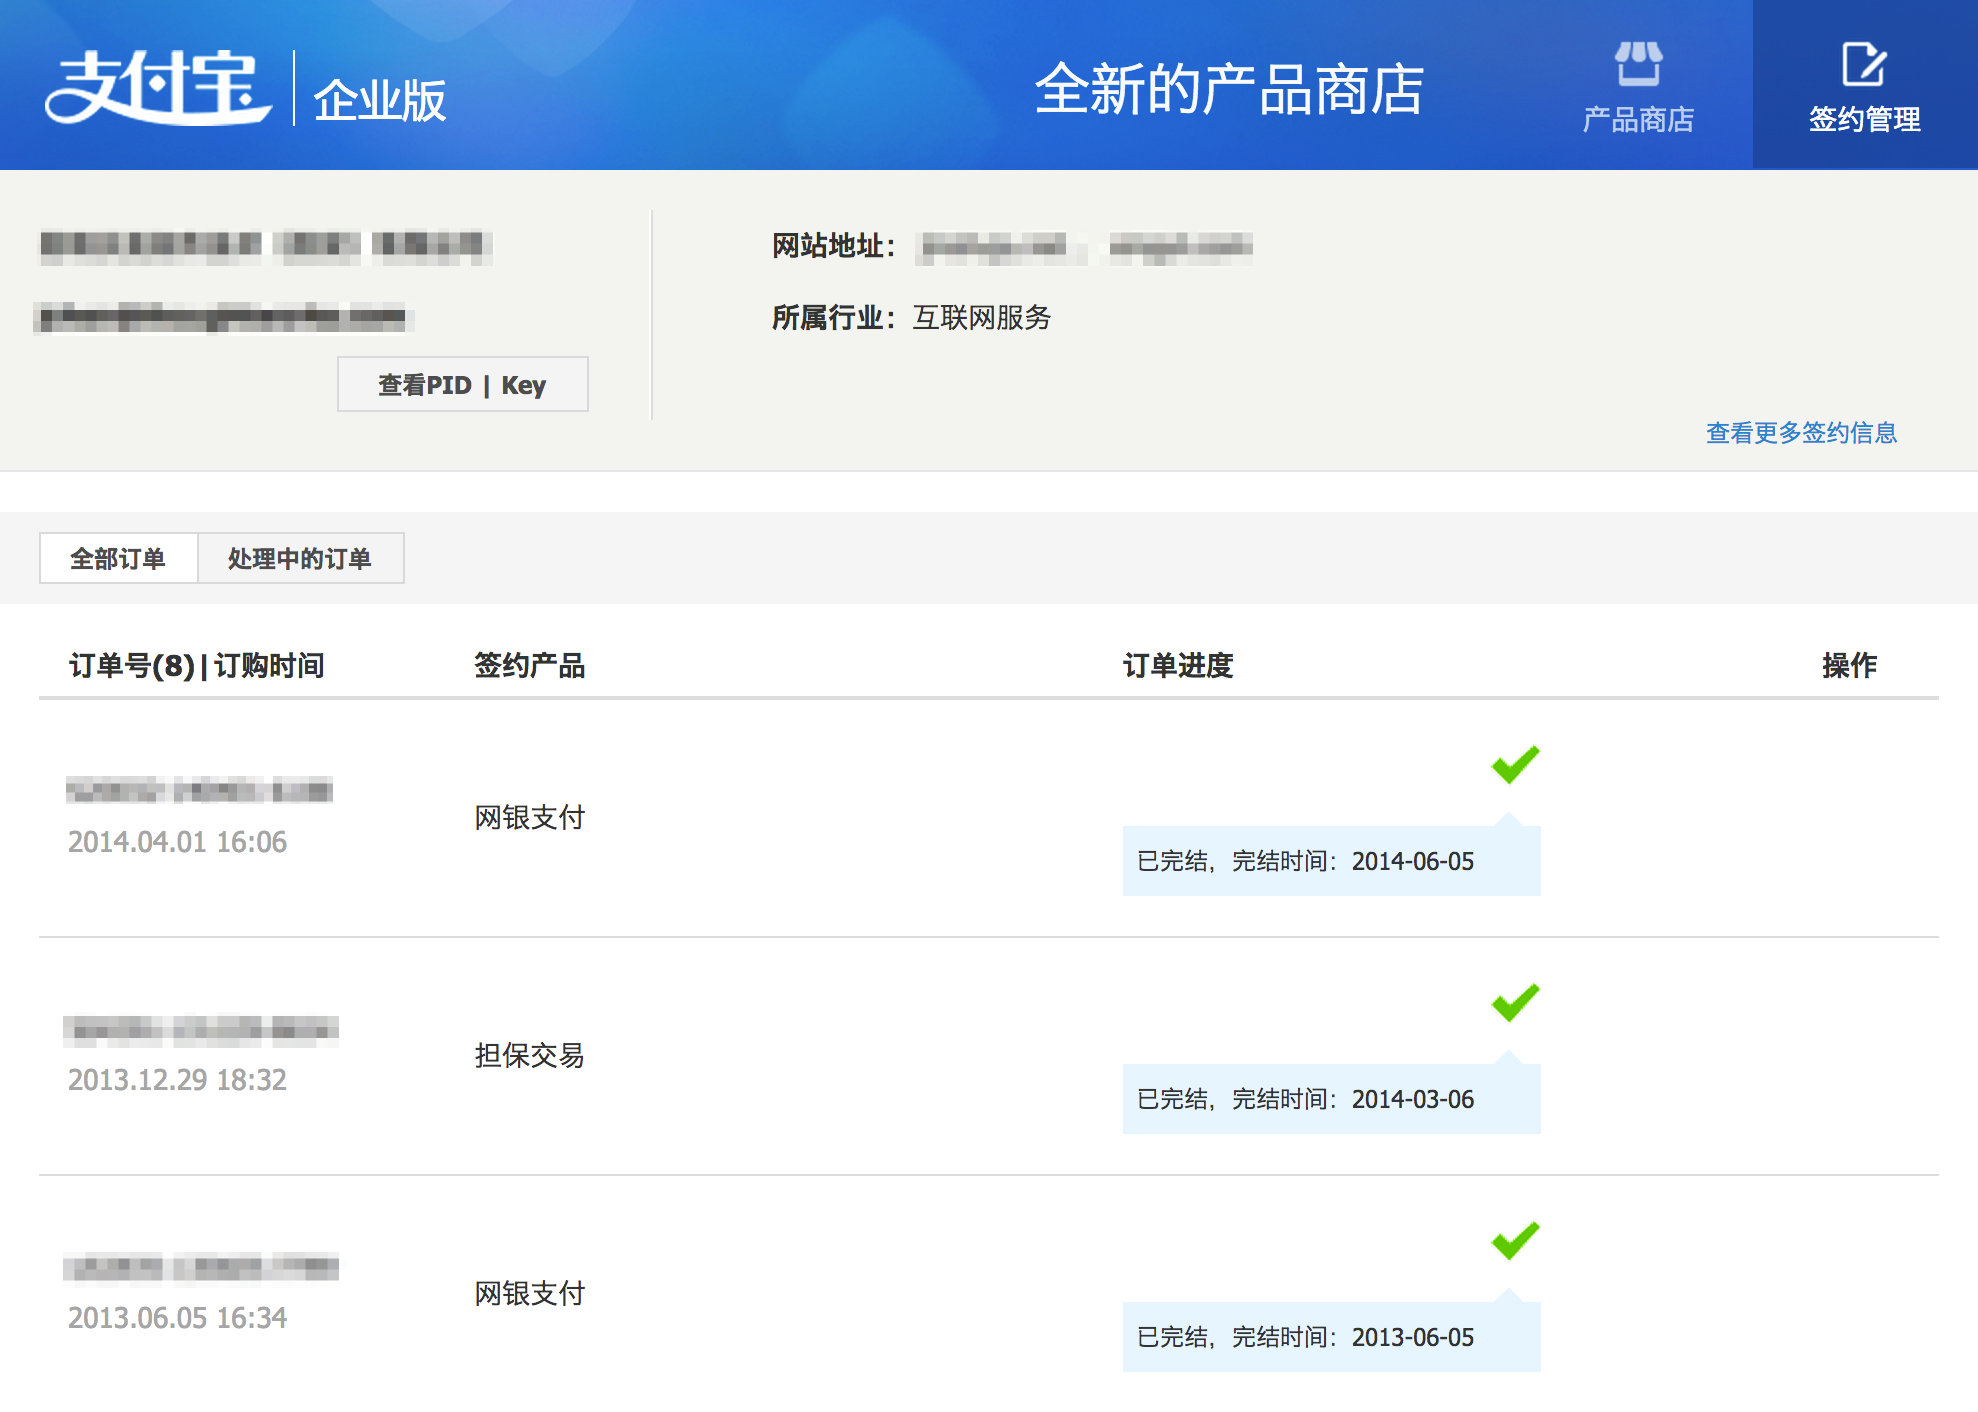 支付宝 企业版
全新的产品商店
产品商店
签约管理
网站地址：
所属行业：互联网服务
查看PID | Key
查看更多签约信息
全部订单 处理中的订单
订单号(8)|订购时间 签约产品 订单进度 操作
2014.04.01 16:06
网银支付
已完结，完结时间：2014-06-05
2013.12.29 18:32
担保交易
已完结，完结时间：2014-03-06
2013.06.05 16:34
网银支付
已完结，完结时间：2013-06-05